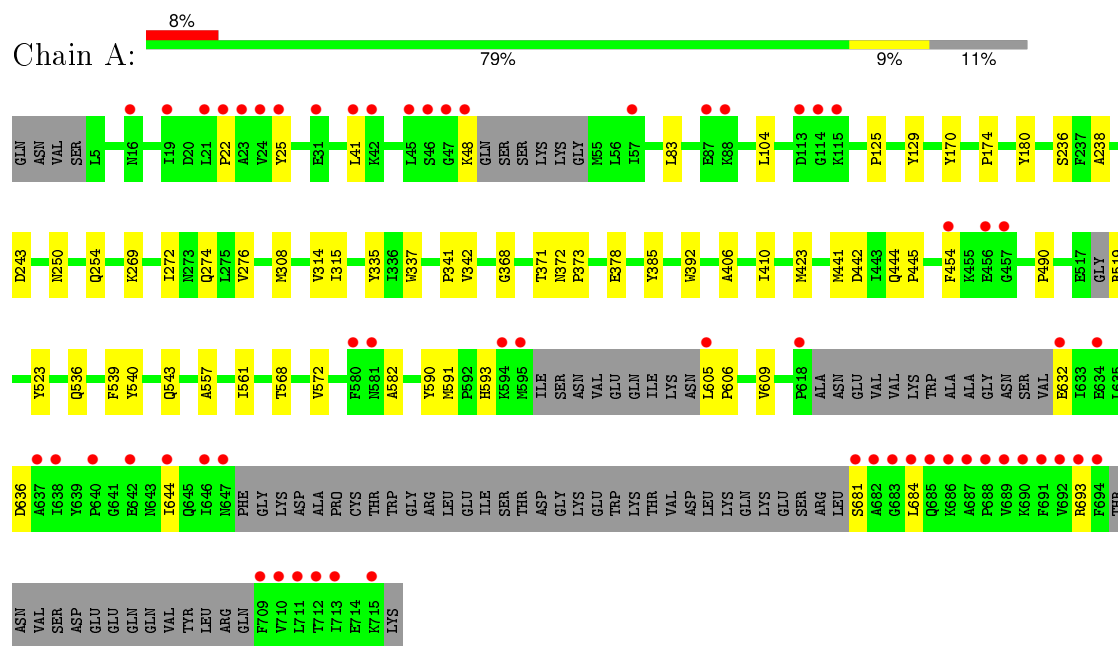 8%
Chain A:
79% 9% 11%
GLN ASN VAL SER L5 N16 I19 D20 L21 P22 A23 V24 Y25 E31 L41 K42 L45 S46 G47 K48 GLN SER SER LYS LYS GLY M55 L56 I57 L83 E87 K88 L104 D113 G114 K115 P125 Y129 Y170 P174 Y180 S236 F237 A238
D243 N250 Q254 K269 I272 N273 Q274 L275 V276 M308 V314 I315 Y335 I336 W337 P341 V342 G368 T371 N372 P373 E378 Y385 W392 A406 I410 M423 M441 D442 I443 Q444 P445 F454 K455 E456 G457 P490 E517 GLY
Y523 Q536 F539 Y540 Q543 A557 I561 T568 V572 F580 N581 A582 Y590 M591 P592 H593 K594 M595 ILE SER ASN VAL GLU GLN ILE LYS ASN L605 P606 V609 P618 ALA ASN GLU VAL VAL LYS TRP ALA ALA GLY ASN SER VAL E632 I633 E634 L635
D636 A637 I638 Y639 P640 G641 E642 N643 I644 Q645 I646 N647 PHE GLY LYS ASP ALA PRO CYS THR TRP GLY ARG LEU GLU ILE SER THR ASP GLY LYS GLU TRP LYS THR VAL ASP LEU LYS GLN LYS GLU SER ARG LEU S681 A682 G683 L684 Q685 K686 A687 P688 V689 K690 F691 V692 R693 F694 THR
ASN VAL SER ASP GLU GLU GLN GLN VAL TYR LEU ARG GLN F709 V710 L711 T712 I713 E714 K715 LYS